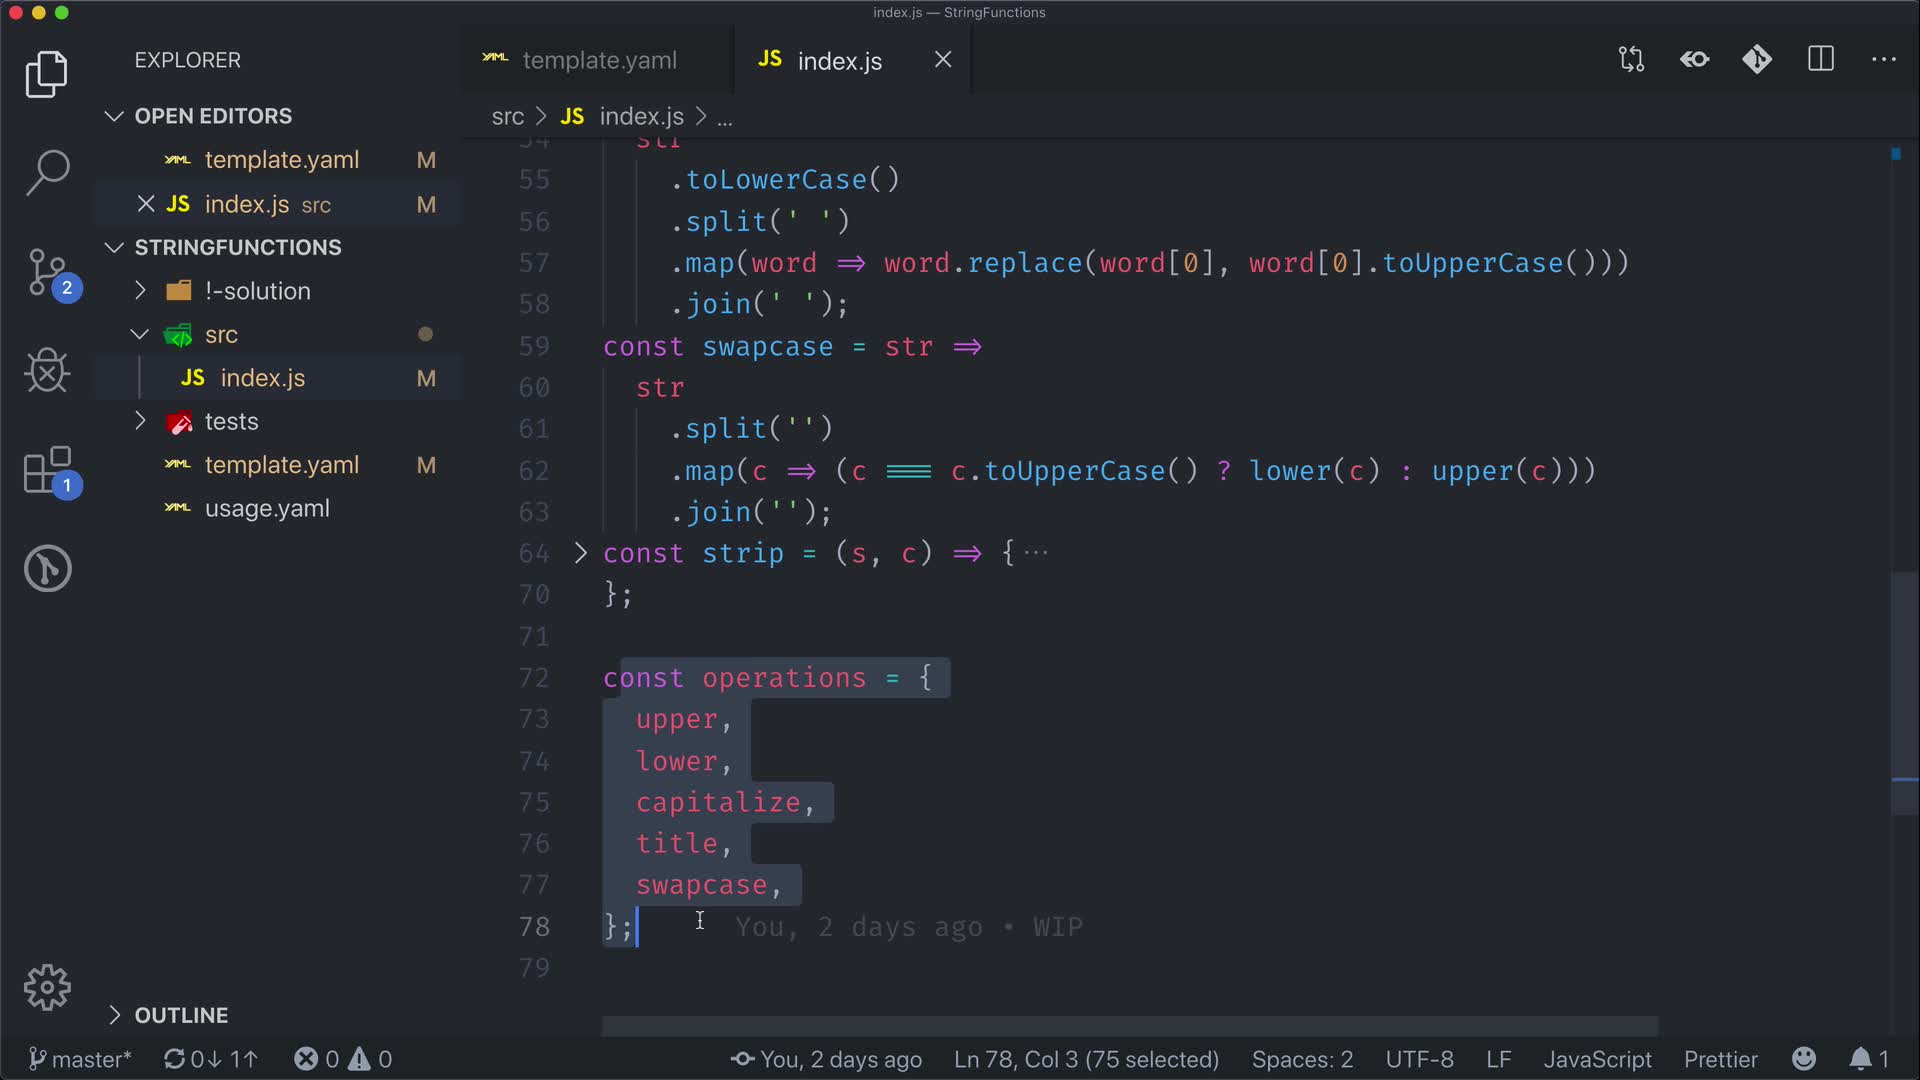 index.js — StringFunctions
EXPLORER
OPEN EDITORS
YAML template.yaml M
JS index.js src M
STRINGFUNCTIONS
!-solution
src
JS index.js M
tests
YAML template.yaml M
YAML usage.yaml
OUTLINE
2
1
YAML template.yaml
JS index.js
src > JS index.js > ...
54 str
55 .toLowerCase()
56 .split(' ')
57 .map(word => word.replace(word[0], word[0].toUpperCase()))
58 .join(' ');
59 const swapcase = str =>
60 str
61 .split('')
62 .map(c => (c === c.toUpperCase() ? lower(c) : upper(c)))
63 .join('');
64 const strip = (s, c) => { ...
70 };
71
72 const operations = {
73 upper,
74 lower,
75 capitalize,
76 title,
77 swapcase,
78 }; You, 2 days ago • WIP
79
master* 0↓ 1↑ 0 0 You, 2 days ago Ln 78, Col 3 (75 selected) Spaces: 2 UTF-8 LF JavaScript Prettier 1